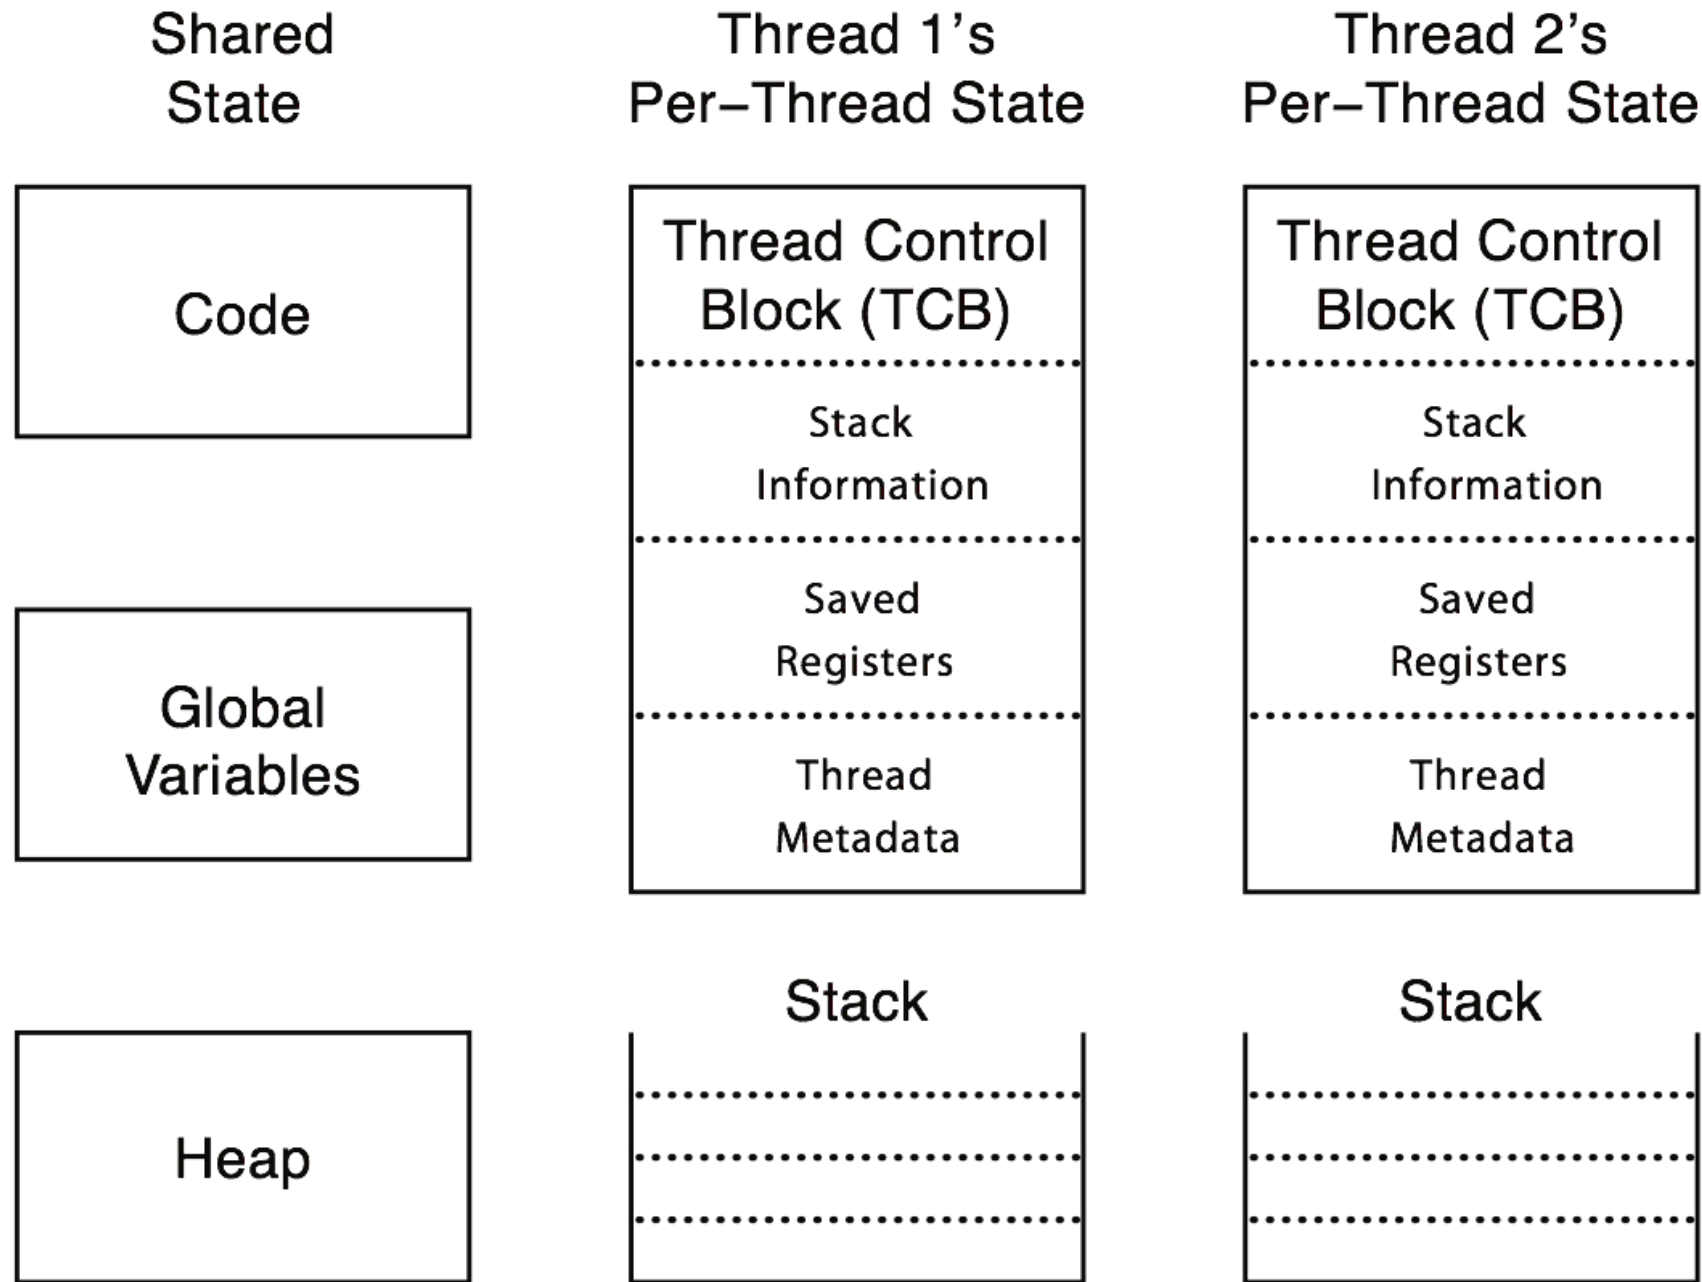 Shared
State
Code
Global
Variables
Heap
Thread 1’s
Per–Thread State
Thread Control
Block (TCB)
Stack
Information
Saved
Registers
Thread
Metadata
Stack
Thread 2’s
Per–Thread State
Thread Control
Block (TCB)
Stack
Information
Saved
Registers
Thread
Metadata
Stack